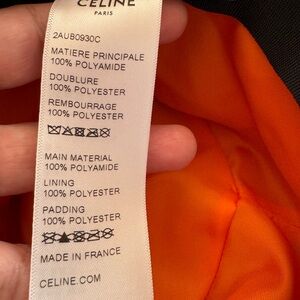 CELINE
PARIS
2AUB0930C
MATIERE PRINCIPALE
100% POLYAMIDE
DOUBLURE
100% POLYESTER
REMBOURRAGE
100% POLYESTER
MAIN MATERIAL
100% POLYAMIDE
LINING
100% POLYESTER
PADDING
100% POLYESTER
MADE IN FRANCE
CELINE.COM